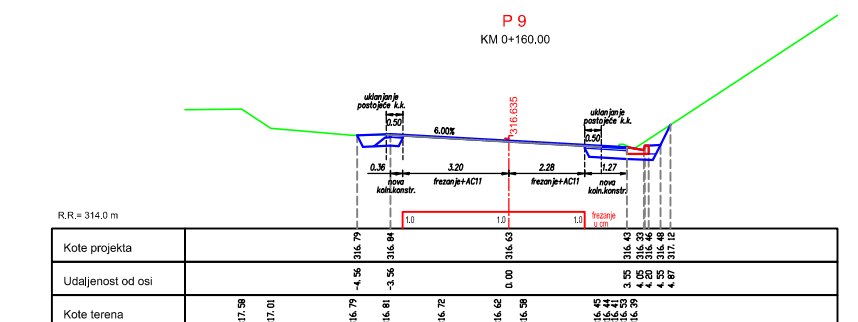 P 9
KM 0+160.00
uklanjanje
postojeće k.k.
0.50
6.00%
316.635
uklanjanje
postojeće k.k.
0.50
0.36
3.20
2.28
1.27
nova
koln.konstr.
frezanje+AC11
frezanje+AC11
nova
koln.konstr.
R.R.= 314.0 m
1.0
1.0
1.0
frezanje
u cm
Kote projekta
316.79
316.84
316.63
316.43
316.33
316.46
316.48
317.12
Udaljenost od osi
-4.56
-3.56
0.00
3.55
4.05
4.20
4.55
4.87
Kote terena
17.58
17.01
16.79
16.81
16.72
16.62
16.58
16.45
16.44
16.41
16.53
16.39